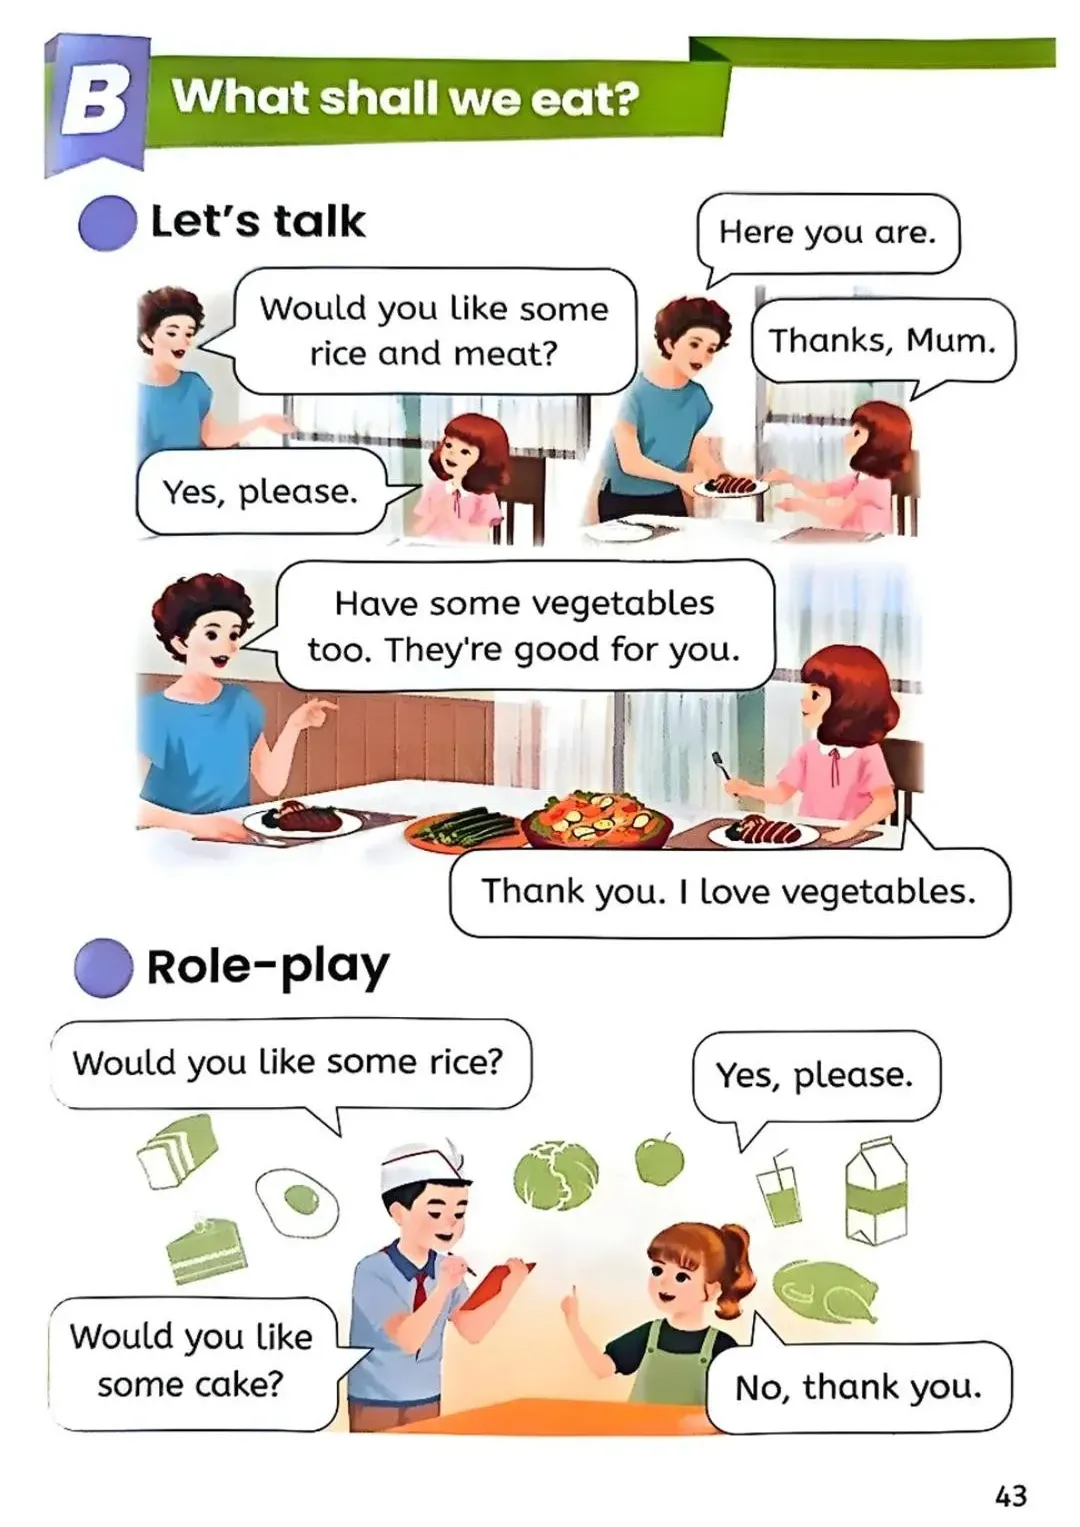 B
What shall we eat?
Let's talk
Would you like some
rice and meat?
Yes, please.
Here you are.
Thanks, Mum.
Have some vegetables
too. They're good for you.
Thank you. I love vegetables.
Role-play
Would you like some rice?
Yes, please.
Would you like
some cake?
No, thank you.
43